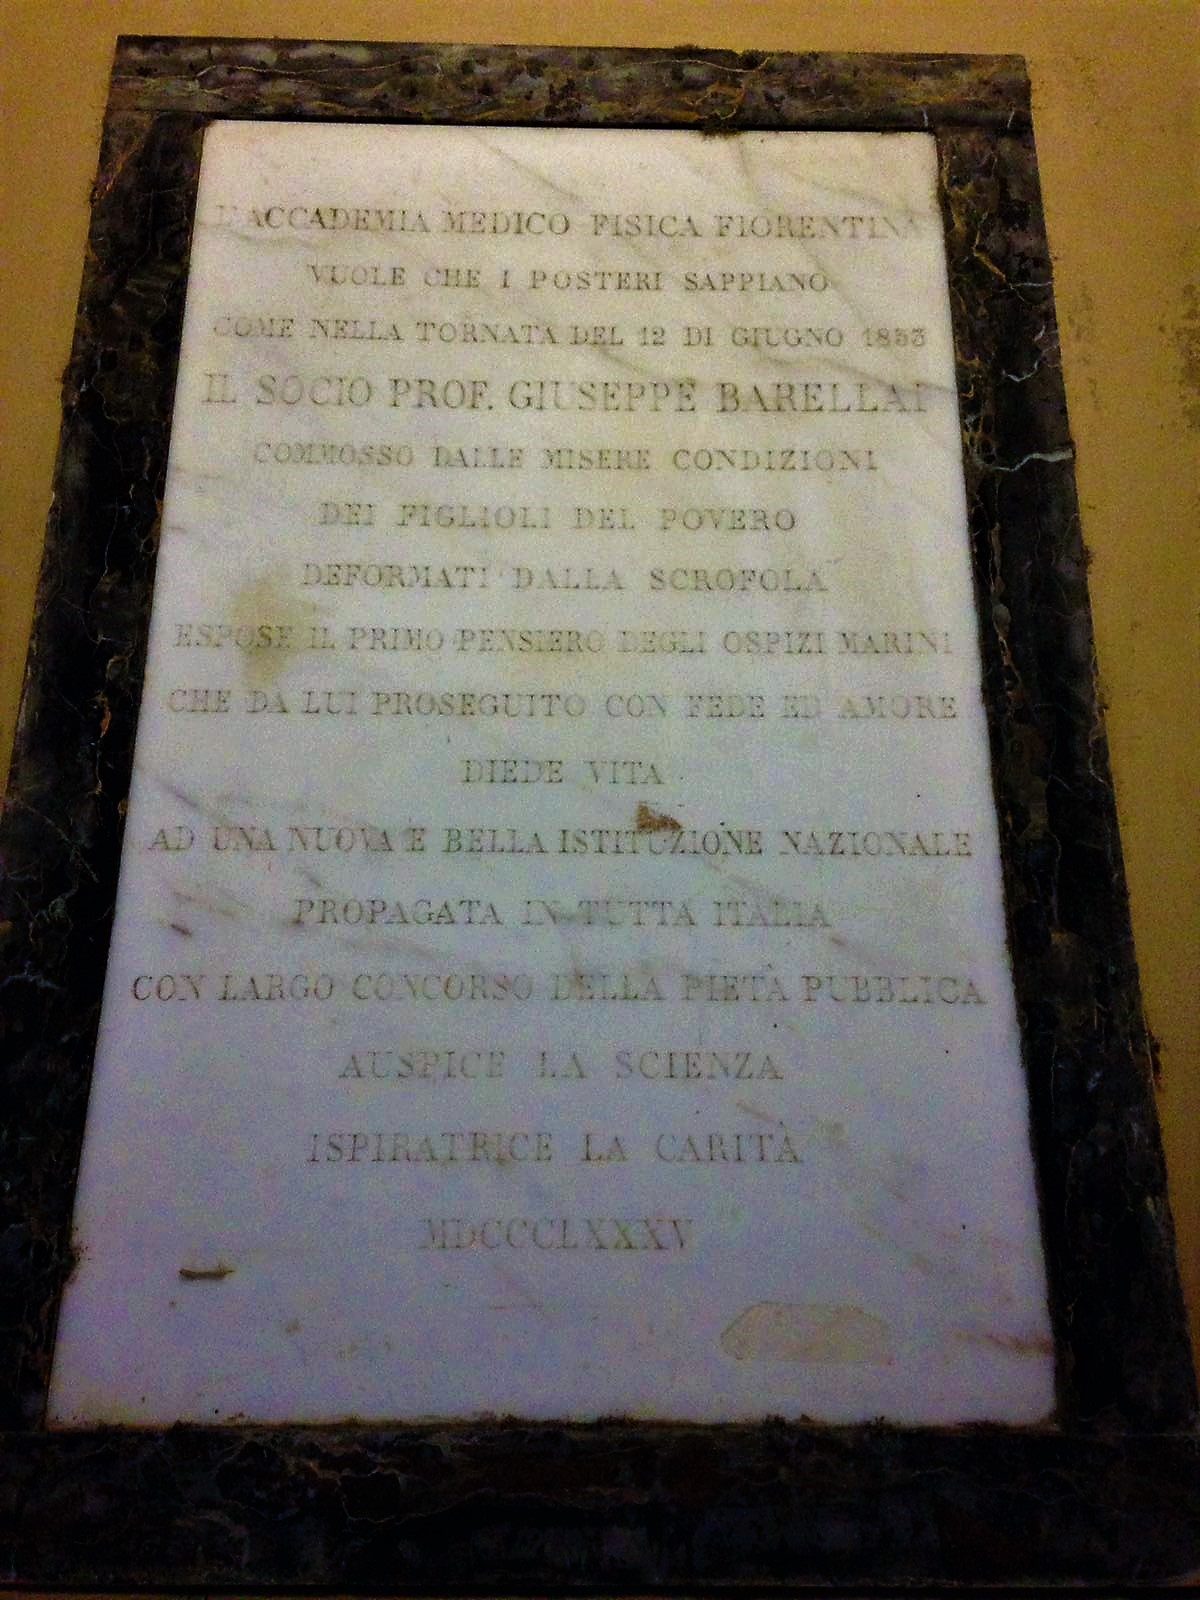 L'ACCADEMIA MEDICO FISICA FIORENTINA
VUOLE CHE I POSTERI SAPPIANO
COME NELLA TORNATA DEL 12 DI GIUGNO 1853
IL SOCIO PROF. GIUSEPPE BARELLAI
COMMOSSO DALLE MISERE CONDIZIONI
DEI FIGLIOLI DEL POVERO
DEFORMATI DALLA SCROFOLA
ESPOSE IL PRIMO PENSIERO DEGLI OSPIZI MARINI
CHE DA LUI PROSEGUITO CON FEDE ED AMORE
DIEDE VITA
AD UNA NUOVA E BELLA ISTITUZIONE NAZIONALE
PROPAGATA IN TUTTA ITALIA
CON LARGO CONCORSO DELLA PIETÀ PUBBLICA
AUSPICE LA SCIENZA
ISPIRATRICE LA CARITÀ
MDCCCLXXXV